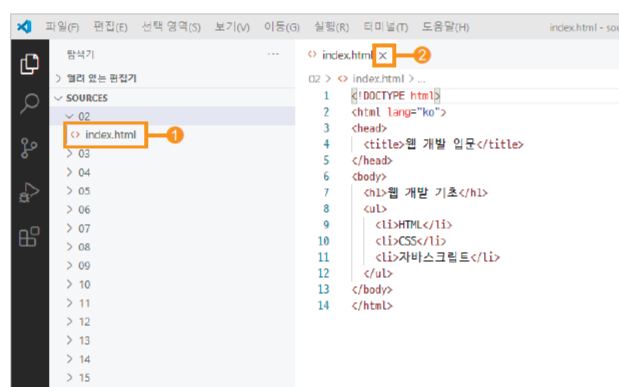 파일(F) 편집(E) 선택 영역(S) 보기(V) 이동(G) 실행(R) 터미널(T) 도움말(H) index.html - sou
탐색기 ...
열려 있는 편집기
SOURCES
02
index.html 1
03
04
05
06
07
08
09
10
11
12
13
14
15
index.html × 2
02 > index.html > ...
1 <!DOCTYPE html>
2 <html lang="ko">
3 <head>
4 <title>웹 개발 입문</title>
5 </head>
6 <body>
7 <h1>웹 개발 기초</h1>
8 <ul>
9 <li>HTML</li>
10 <li>CSS</li>
11 <li>자바스크립트</li>
12 </ul>
13 </body>
14 </html>